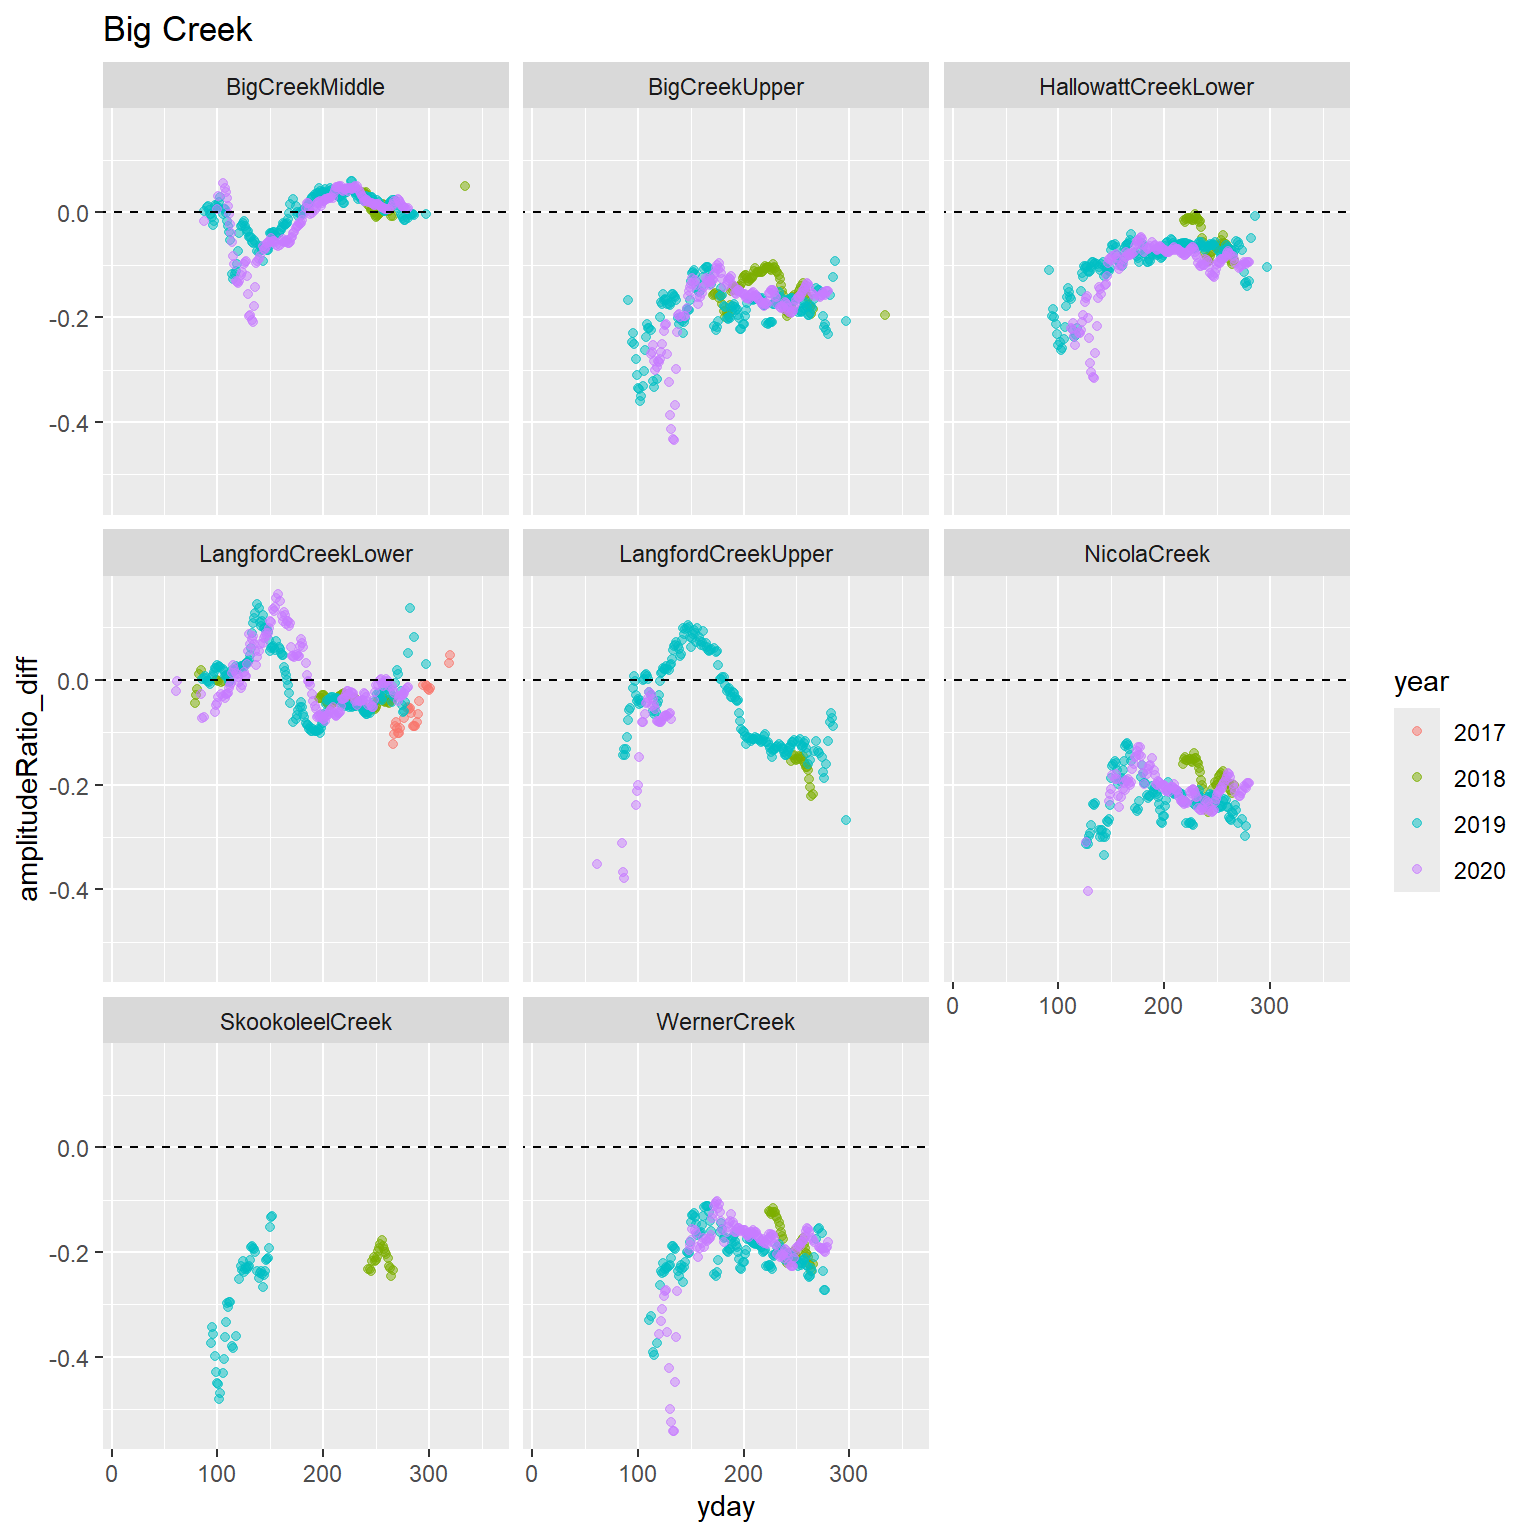 Big Creek
BigCreekMiddle
BigCreekUpper
HallowattCreekLower
0.0
-0.2
-0.4
LangfordCreekLower
LangfordCreekUpper
NicolaCreek
0.0
-0.2
-0.4
0 100 200 300
SkookoleelCreek
WernerCreek
0.0
-0.2
-0.4
0 100 200 300
0 100 200 300
yday
amplitudeRatio_diff
year
2017
2018
2019
2020